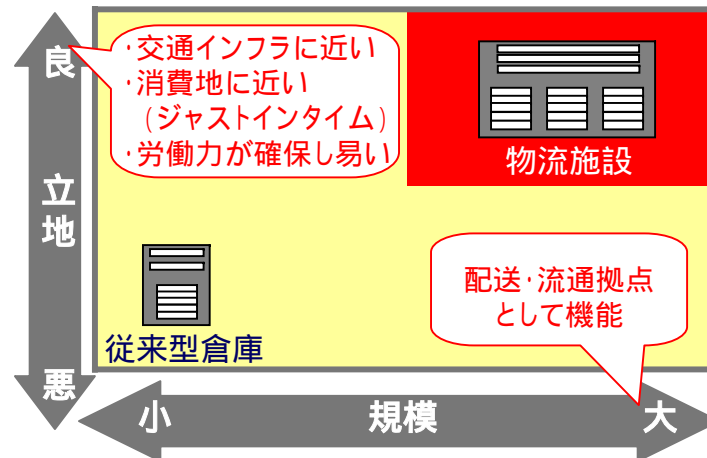 良
立地
悪
・交通インフラに近い
・消費地に近い
(ジャストインタイム)
・労働力が確保し易い
物流施設
従来型倉庫
配送・流通拠点
として機能
小
規模
大